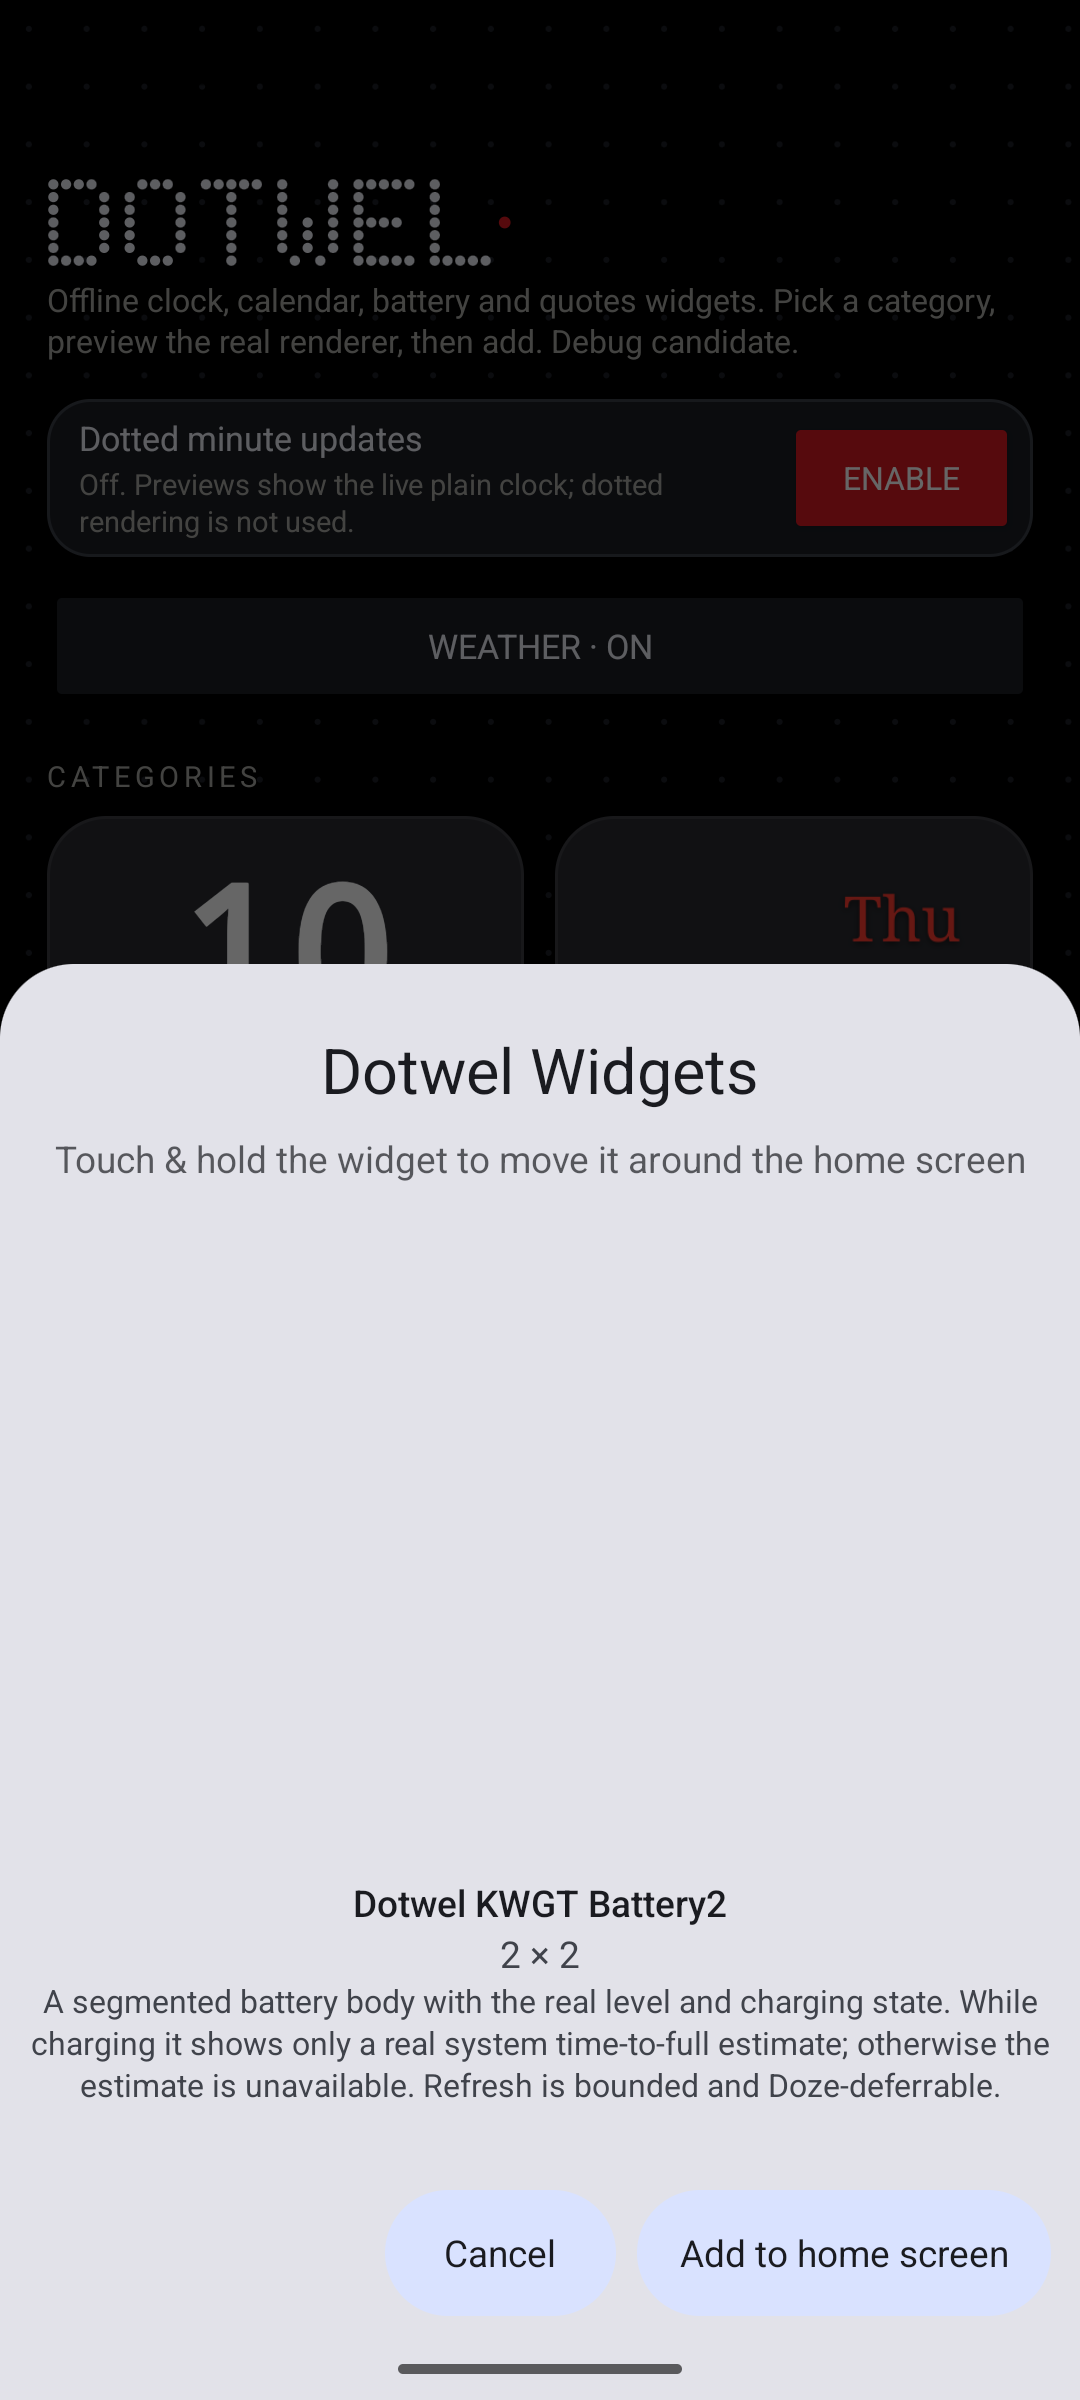 DOTWEL
Offline clock, calendar, battery and quotes widgets. Pick a category,
preview the real renderer, then add. Debug candidate.
Dotted minute updates
Off. Previews show the live plain clock; dotted
rendering is not used.
ENABLE
WEATHER · ON
CATEGORIES
10
Thu
Dotwel Widgets
Touch & hold the widget to move it around the home screen
Dotwel KWGT Battery2
2 × 2
A segmented battery body with the real level and charging state. While
charging it shows only a real system time-to-full estimate; otherwise the
estimate is unavailable. Refresh is bounded and Doze-deferrable.
Cancel
Add to home screen